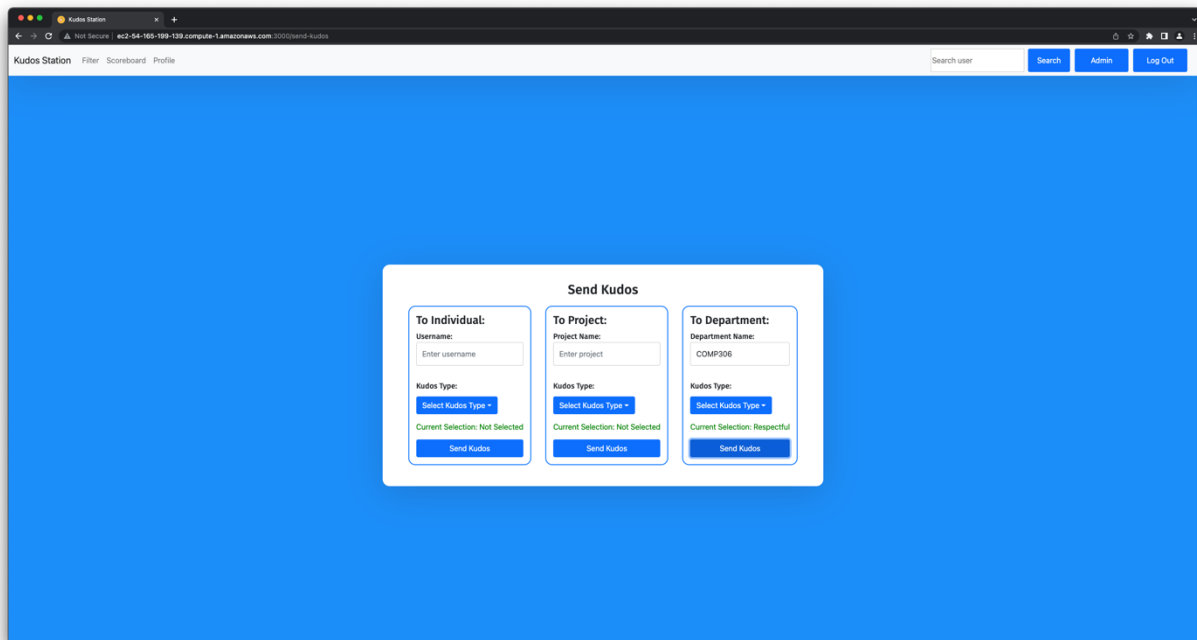 Kudos Station
Not Secure | ec2-54-165-199-139.compute-1.amazonaws.com:3000/send-kudos
Kudos Station Filter Scoreboard Profile Search user Search Admin Log Out
Send Kudos
To Individual:
Username:
Enter username
Kudos Type:
Select Kudos Type
Current Selection: Not Selected
Send Kudos
To Project:
Project Name:
Enter project
Kudos Type:
Select Kudos Type
Current Selection: Not Selected
Send Kudos
To Department:
Department Name:
COMP306
Kudos Type:
Select Kudos Type
Current Selection: Respectful
Send Kudos